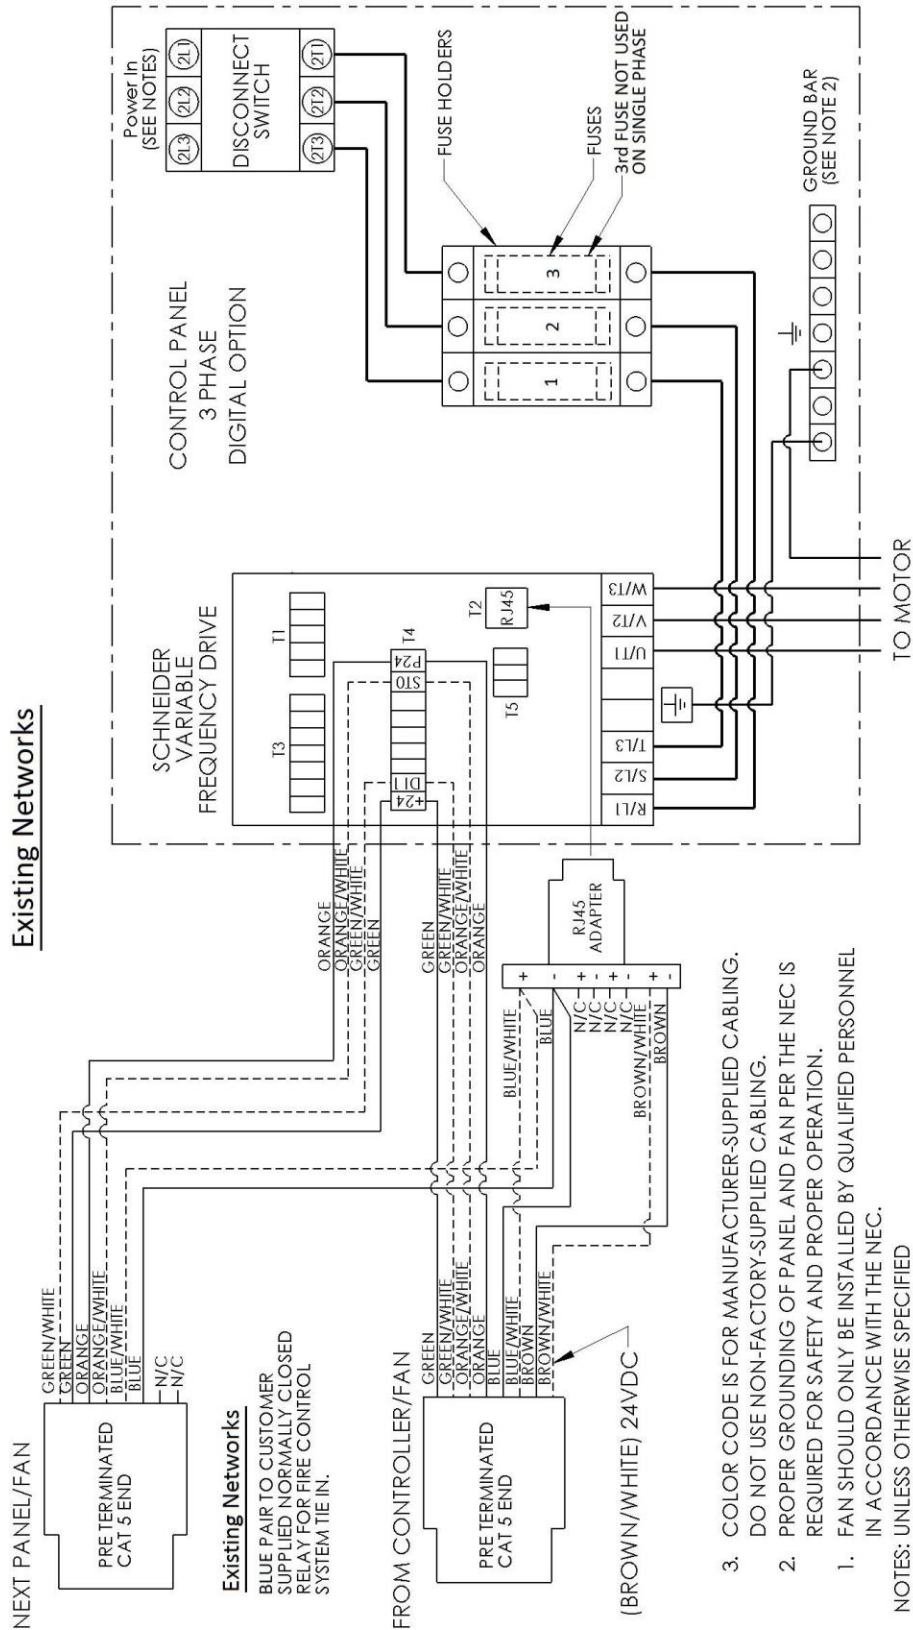 Existing Networks
NEXT PANEL/FAN
PRE TERMINATED
CAT 5 END
GREEN/WHITE
GREEN
ORANGE
ORANGE/WHITE
BLUE/WHITE
BLUE
N/C
N/C
Existing Networks
BLUE PAIR TO CUSTOMER
SUPPLIED NORMALLY CLOSED
RELAY FOR FIRE CONTROL
SYSTEM TIE IN.
FROM CONTROLLER/FAN
PRE TERMINATED
CAT 5 END
GREEN
GREEN/WHITE
ORANGE/WHITE
ORANGE
BLUE
BLUE/WHITE
BROWN
BROWN/WHITE
(BROWN/WHITE) 24VDC
ORANGE
ORANGE/WHITE
GREEN/WHITE
GREEN
GREEN
GREEN/WHITE
ORANGE/WHITE
ORANGE
BLUE/WHITE
BLUE
N/C
N/C
N/C
N/C
BROWN/WHITE
BROWN
+
-
+
-
+
-
+
-
RJ45
ADAPTER
SCHNEIDER
VARIABLE
FREQUENCY DRIVE
T3
T1
T4
+24
DI1
ST0
P24
T5
T2
RJ45
R/L1
S/L2
T/L3
U/T1
V/T2
W/T3
TO MOTOR
CONTROL PANEL
3 PHASE
DIGITAL OPTION
Power In
(SEE NOTES)
2L3
2L2
2L1
DISCONNECT
SWITCH
2T3
2T2
2T1
FUSE HOLDERS
1
2
3
FUSES
3rd FUSE NOT USED
ON SINGLE PHASE
GROUND BAR
(SEE NOTE 2)
3. COLOR CODE IS FOR MANUFACTURER-SUPPLIED CABLING.
DO NOT USE NON-FACTORY-SUPPLIED CABLING.
2. PROPER GROUNDING OF PANEL AND FAN PER THE NEC IS
REQUIRED FOR SAFETY AND PROPER OPERATION.
1. FAN SHOULD ONLY BE INSTALLED BY QUALIFIED PERSONNEL
IN ACCORDANCE WITH THE NEC.
NOTES: UNLESS OTHERWISE SPECIFIED